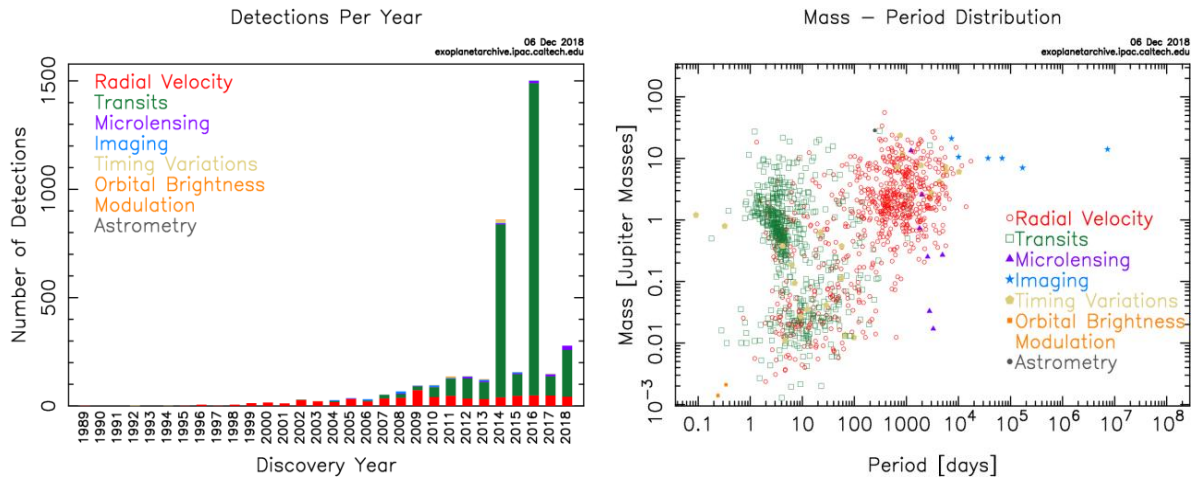 Detections Per Year
06 Dec 2018
exoplanetarchive.ipac.caltech.edu
Radial Velocity
Transits
Microlensing
Imaging
Timing Variations
Orbital Brightness
Modulation
Astrometry
Number of Detections
1500
1000
500
0
1989 1990 1991 1992 1993 1994 1995 1996 1997 1998 1999 2000 2001 2002 2003 2004 2005 2006 2007 2008 2009 2010 2011 2012 2013 2014 2015 2016 2017 2018
Discovery Year
Mass – Period Distribution
06 Dec 2018
exoplanetarchive.ipac.caltech.edu
Mass [Jupiter Masses]
100
10
1
0.1
0.01
10⁻³
Radial Velocity
Transits
Microlensing
Imaging
Timing Variations
Orbital Brightness
Modulation
Astrometry
0.1 1 10 100 1000 10⁴ 10⁵ 10⁶ 10⁷ 10⁸
Period [days]